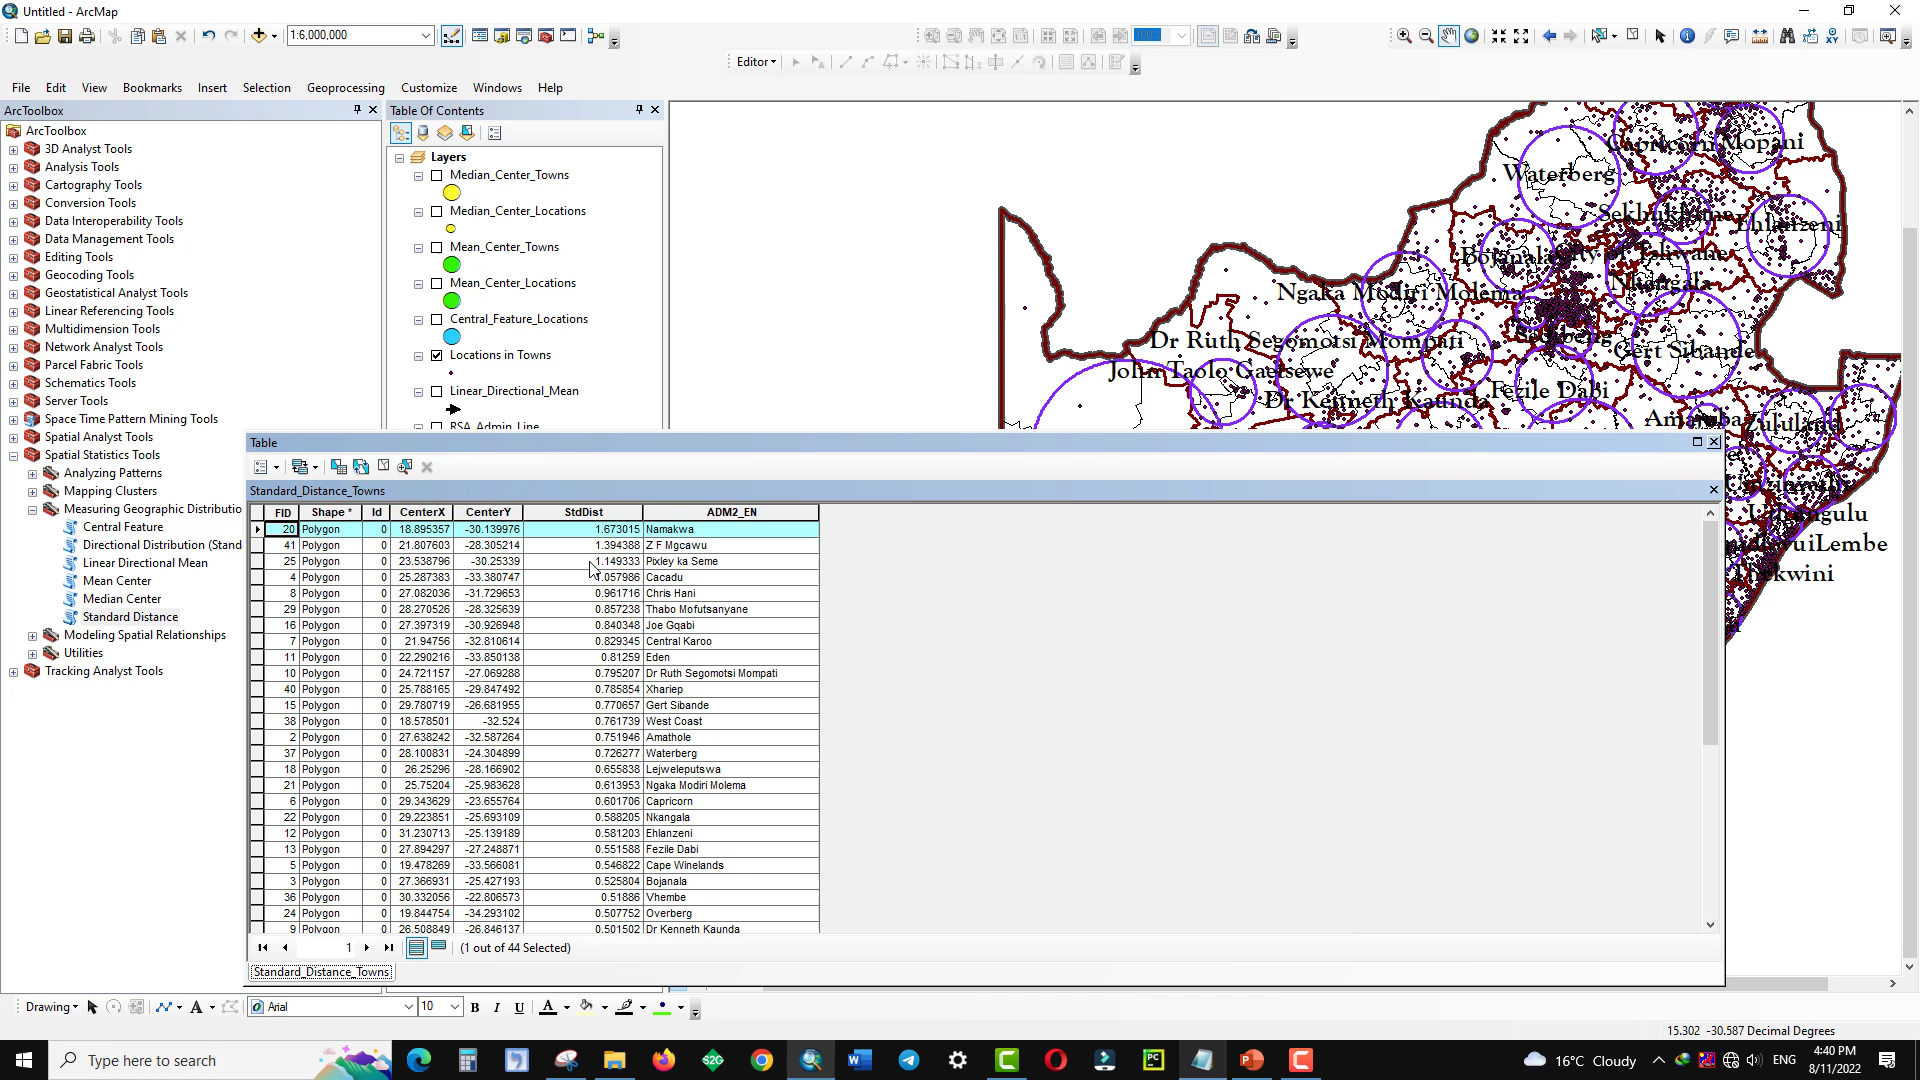 Untitled - ArcMap
1:6,000,000
100%
Editor
File Edit View Bookmarks Insert Selection Geoprocessing Customize Windows Help
ArcToolbox
ArcToolbox
3D Analyst Tools
Analysis Tools
Cartography Tools
Conversion Tools
Data Interoperability Tools
Data Management Tools
Editing Tools
Geocoding Tools
Geostatistical Analyst Tools
Linear Referencing Tools
Multidimension Tools
Network Analyst Tools
Parcel Fabric Tools
Schematics Tools
Server Tools
Space Time Pattern Mining Tools
Spatial Analyst Tools
Spatial Statistics Tools
Analyzing Patterns
Mapping Clusters
Measuring Geographic Distributio
Central Feature
Directional Distribution (Stand
Linear Directional Mean
Mean Center
Median Center
Standard Distance
Modeling Spatial Relationships
Utilities
Tracking Analyst Tools
Table Of Contents
Layers
Median_Center_Towns
Median_Center_Locations
Mean_Center_Towns
Mean_Center_Locations
Central_Feature_Locations
Locations in Towns
Linear_Directional_Mean
RSA_Admin_Line
Capricorn Mopani
Waterberg
Sekhukhune
Ehlanzeni
Bojanala
City of Tshwane
Nkangala
Ngaka Modiri Molema
Sedibeng
Dr Ruth Segomotsi Mompati
Gert Sibande
John Taolo Gaetsewe
Dr Kenneth Kaunda
Fezile Dabi
Amajuba
Zululand
Umzinyathi
Uthungulu
iLembe
eThekwini
Table
Standard_Distance_Towns
FID Shape * Id CenterX CenterY StdDist ADM2_EN
20 Polygon 0 18.895357 -30.139976 1.673015 Namakwa
41 Polygon 0 21.807603 -28.305214 1.394388 Z F Mgcawu
25 Polygon 0 23.538796 -30.25339 1.149333 Pixley ka Seme
4 Polygon 0 25.287383 -33.380747 1.057986 Cacadu
8 Polygon 0 27.082036 -31.729653 0.961716 Chris Hani
29 Polygon 0 28.270526 -28.325639 0.857238 Thabo Mofutsanyane
16 Polygon 0 27.397319 -30.926948 0.840348 Joe Gqabi
7 Polygon 0 21.94756 -32.810614 0.829345 Central Karoo
11 Polygon 0 22.290216 -33.850138 0.81259 Eden
10 Polygon 0 24.721157 -27.069288 0.795207 Dr Ruth Segomotsi Mompati
40 Polygon 0 25.788165 -29.847492 0.785854 Xhariep
15 Polygon 0 29.780719 -26.681955 0.770657 Gert Sibande
38 Polygon 0 18.578501 -32.524 0.761739 West Coast
2 Polygon 0 27.638242 -32.587264 0.751946 Amathole
37 Polygon 0 28.100831 -24.304899 0.726277 Waterberg
18 Polygon 0 26.25296 -28.166902 0.655838 Lejweleputswa
21 Polygon 0 25.75204 -25.983628 0.613953 Ngaka Modiri Molema
6 Polygon 0 29.343629 -23.655764 0.601706 Capricorn
22 Polygon 0 29.223851 -25.693109 0.588205 Nkangala
12 Polygon 0 31.230713 -25.139189 0.581203 Ehlanzeni
13 Polygon 0 27.894297 -27.248871 0.551588 Fezile Dabi
5 Polygon 0 19.478269 -33.566081 0.546822 Cape Winelands
3 Polygon 0 27.366931 -25.427193 0.525804 Bojanala
36 Polygon 0 30.332056 -22.806573 0.51886 Vhembe
24 Polygon 0 19.844754 -34.293102 0.507752 Overberg
9 Polygon 0 26.508849 -26.846137 0.501502 Dr Kenneth Kaunda
1 (1 out of 44 Selected)
Standard_Distance_Towns
Drawing A Arial 10 B I U A
15.302 -30.587 Decimal Degrees
Type here to search
S2G
PC
16°C Cloudy
ENG
4:40 PM
8/11/2022